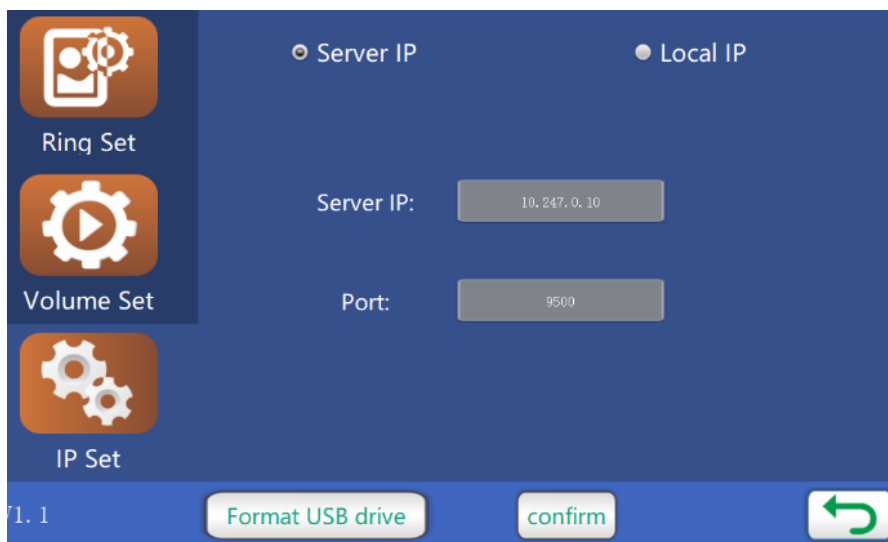 Server IP
Local IP
Ring Set
Server IP:
10.247.0.10
Volume Set
Port:
9500
IP Set
V1.1
Format USB drive
confirm